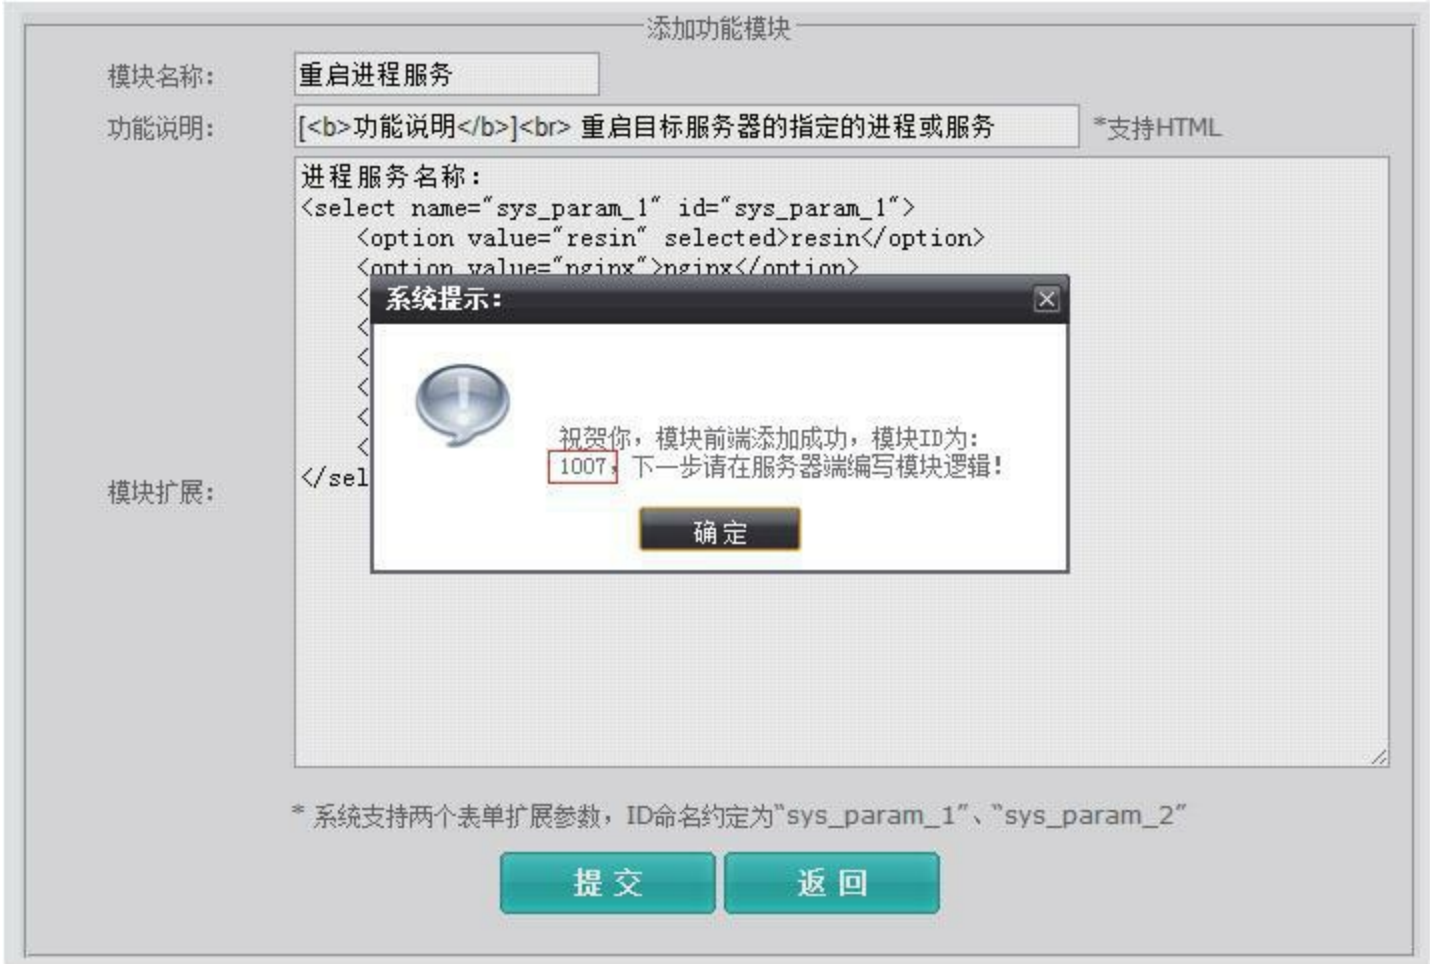 添加功能模块
模块名称：
重启进程服务
功能说明：
[<b>功能说明</b>]<br> 重启目标服务器的指定的进程或服务
*支持HTML
模块扩展：
进程服务名称：
<select name="sys_param_1" id="sys_param_1">
<option value="resin" selected>resin</option>
<option value="nginx">nginx</option>
<
<
<
<
<
<
</sel
系统提示：
祝贺你，模块前端添加成功，模块ID为：
1007，下一步请在服务器端编写模块逻辑！
确定
* 系统支持两个表单扩展参数，ID命名约定为“sys_param_1”、“sys_param_2”
提交
返回